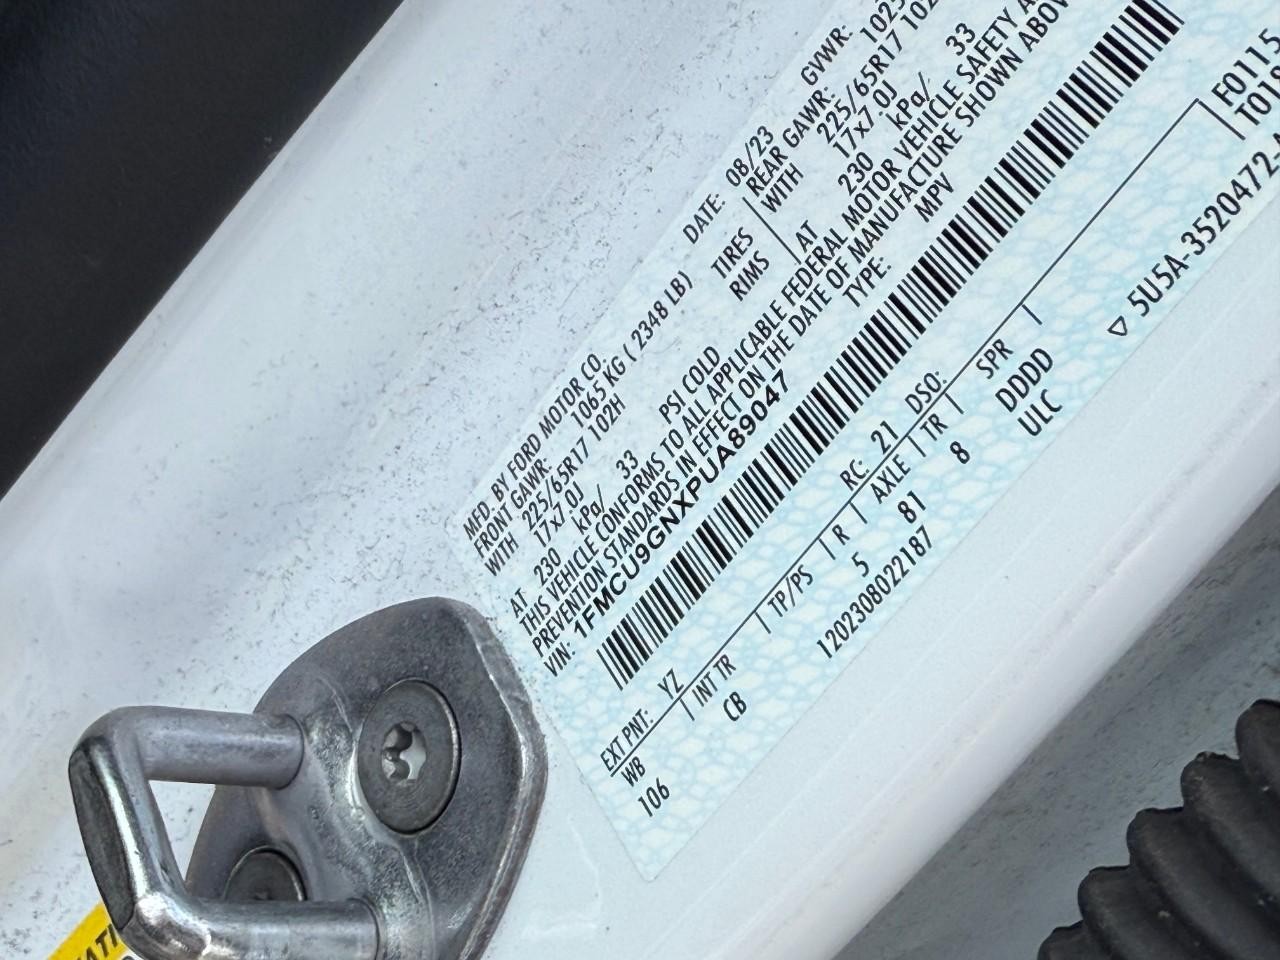 MFD. BY FORD MOTOR CO. DATE: 08/23 GVWR:
FRONT GAWR: 1065 KG ( 2348 LB) REAR GAWR:
WITH 225/65R17 102H TIRES WITH 225/65R17
17x7.0J RIMS 17x7.0J
AT 230 kPa/ 33 PSI COLD AT 230 kPa/ 33
THIS VEHICLE CONFORMS TO ALL APPLICABLE FEDERAL MOTOR VEHICLE SAFETY
PREVENTION STANDARDS IN EFFECT ON THE DATE OF MANUFACTURE SHOWN
VIN: 1FMCU9GNXPUA89047 TYPE: MPV
EXT PNT: YZ RC: 21 DSO: F0115
WB INT TR TP/PS R AXLE TR SPR
106 CB 5 81 8 DDDD
1202308022187 ULC
▽ 5U5A-3520472-